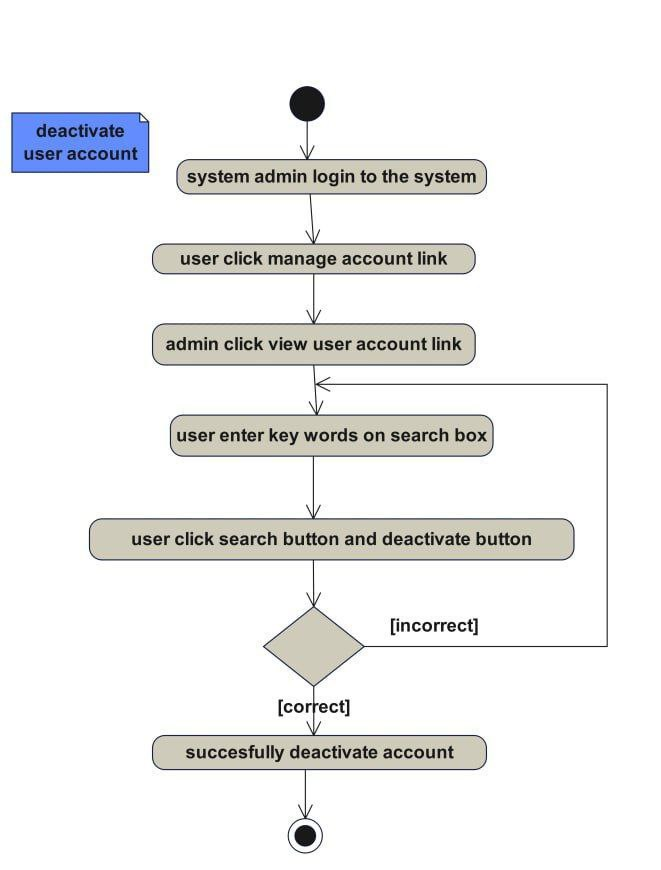 deactivate
user account
system admin login to the system
user click manage account link
admin click view user account link
user enter key words on search box
user click search button and deactivate button
[incorrect]
[correct]
succesfully deactivate account